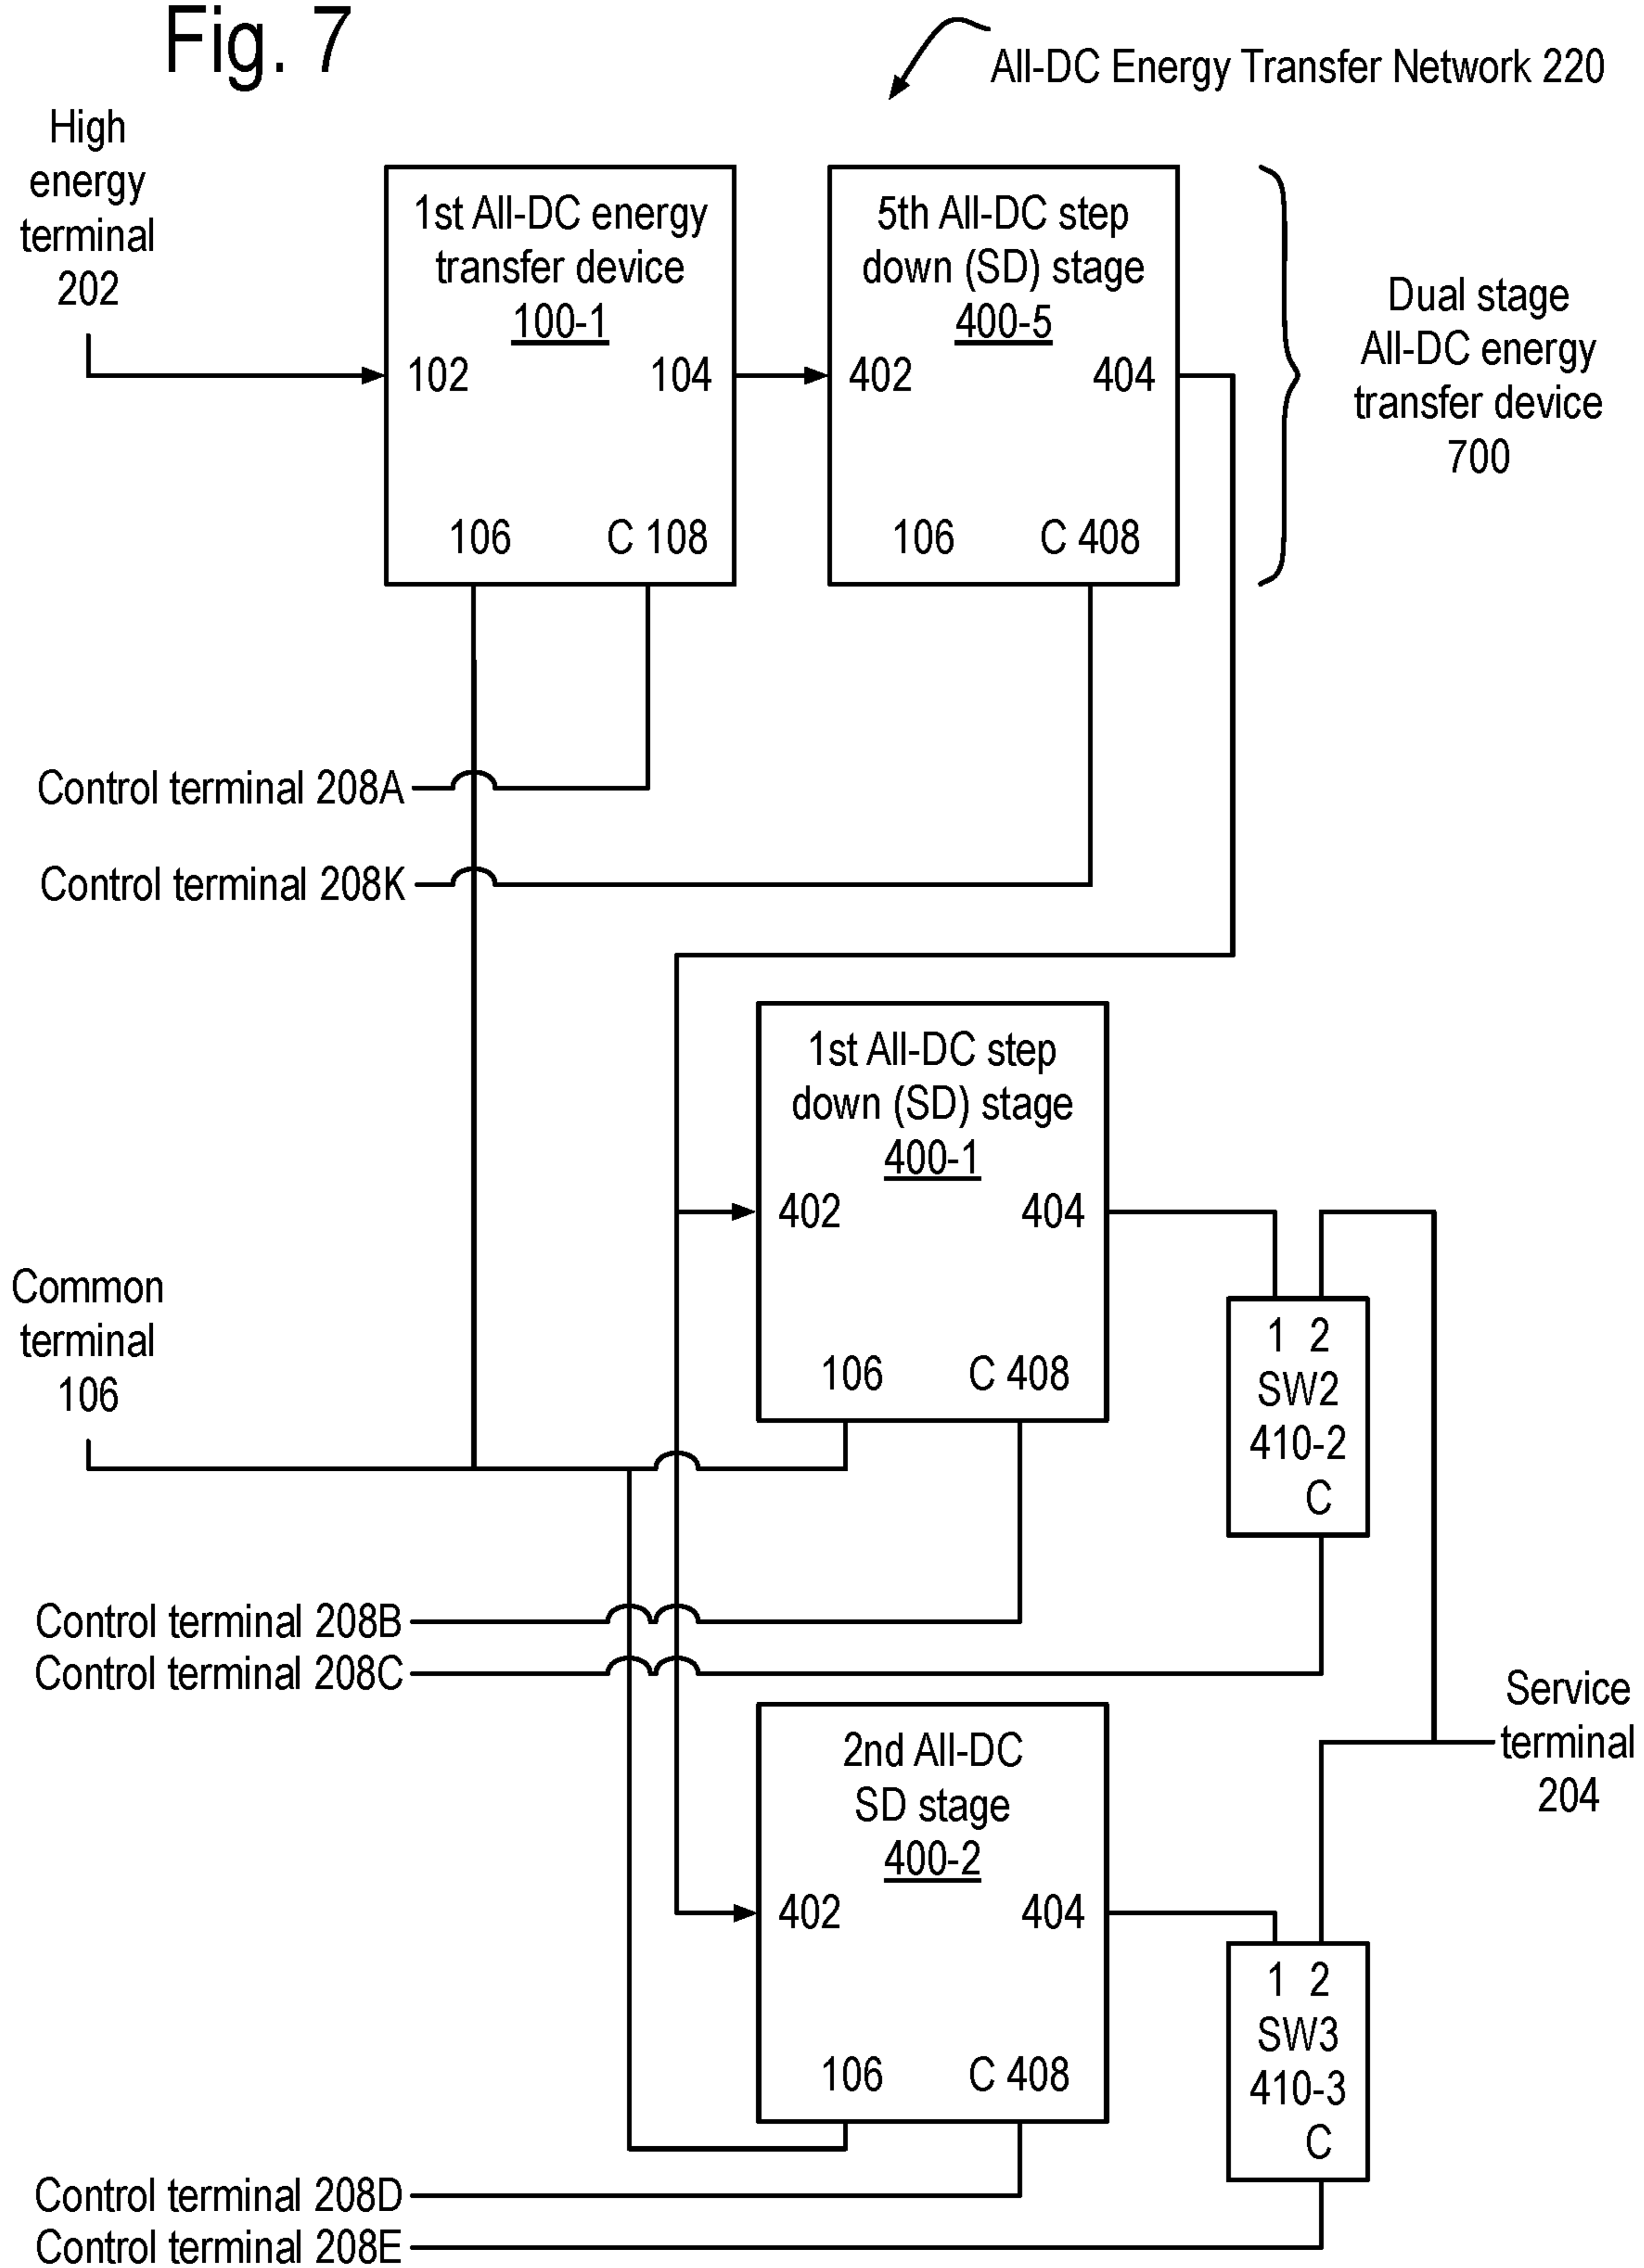 Fig. 7
All-DC Energy Transfer Network 220
High
energy
terminal
202
1st All-DC energy
transfer device
100-1
102 104
106 C 108
5th All-DC step
down (SD) stage
400-5
402 404
106 C 408
Dual stage
All-DC energy
transfer device
700
Control terminal 208A
Control terminal 208K
1st All-DC step
down (SD) stage
400-1
402 404
106 C 408
Common
terminal
106
1 2
SW2
410-2
C
Control terminal 208B
Control terminal 208C
Service
terminal
204
2nd All-DC
SD stage
400-2
402 404
106 C 408
1 2
SW3
410-3
C
Control terminal 208D
Control terminal 208E